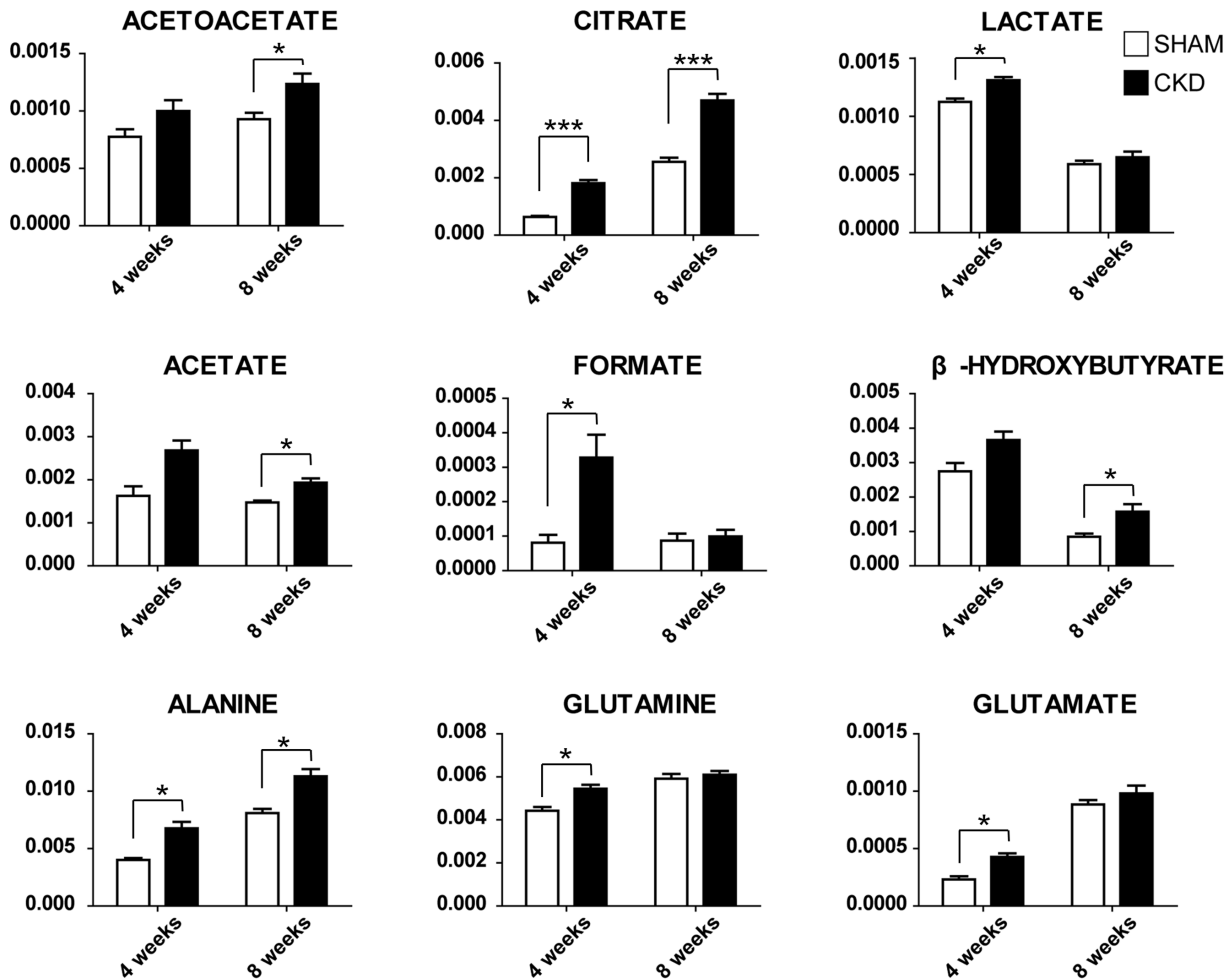 ACETOACETATE
0.0015
0.0010
0.0005
0.0000
*
4 weeks
8 weeks
CITRATE
0.006
0.004
0.002
0.000
***
***
4 weeks
8 weeks
LACTATE
0.0015
0.0010
0.0005
0.0000
*
4 weeks
8 weeks
SHAM
CKD
ACETATE
0.004
0.003
0.002
0.001
0.000
*
4 weeks
8 weeks
FORMATE
0.0005
0.0004
0.0003
0.0002
0.0001
0.0000
*
4 weeks
8 weeks
β -HYDROXYBUTYRATE
0.005
0.004
0.003
0.002
0.001
0.000
*
4 weeks
8 weeks
ALANINE
0.015
0.010
0.005
0.000
*
*
4 weeks
8 weeks
GLUTAMINE
0.008
0.006
0.004
0.002
0.000
*
4 weeks
8 weeks
GLUTAMATE
0.0015
0.0010
0.0005
0.0000
*
4 weeks
8 weeks